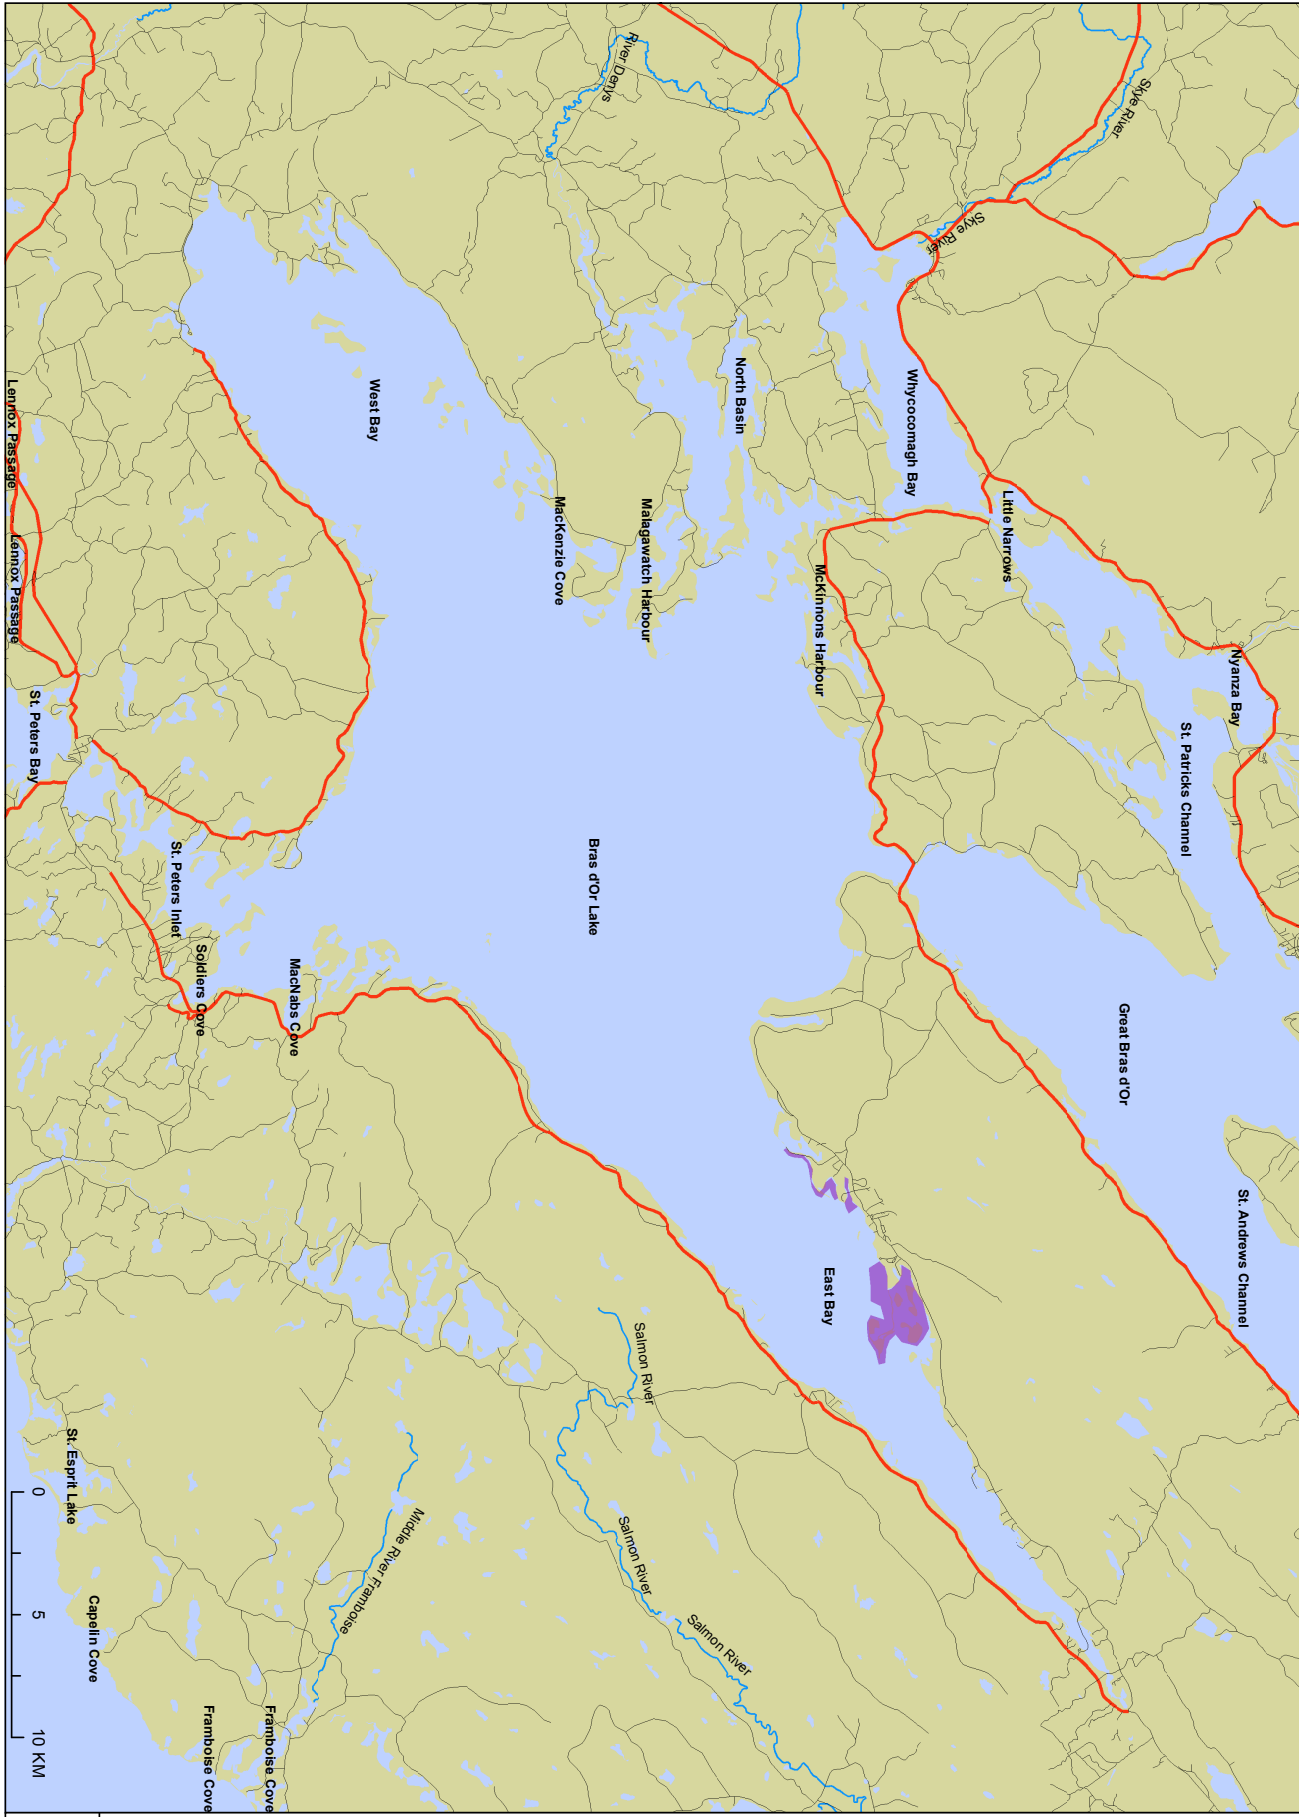 Skye River
Skye River
River Denys
Whycocomagh Bay
Little Narrows
Nyanza Bay
St. Patricks Channel
North Basin
Malagawatch Harbour
McKinnons Harbour
MacKenzie Cove
West Bay
Lennox Passage
Lennox Passage
St. Peters Bay
St. Peters Inlet
Soldiers Cove
MacNabs Cove
Bras d'Or Lake
Great Bras d'Or
St. Andrews Channel
East Bay
Salmon River
Salmon River
Salmon River
Middle River Framboise
St. Esprit Lake
Capelin Cove
Framboise Cove
Framboise Cove
0
5
10 KM